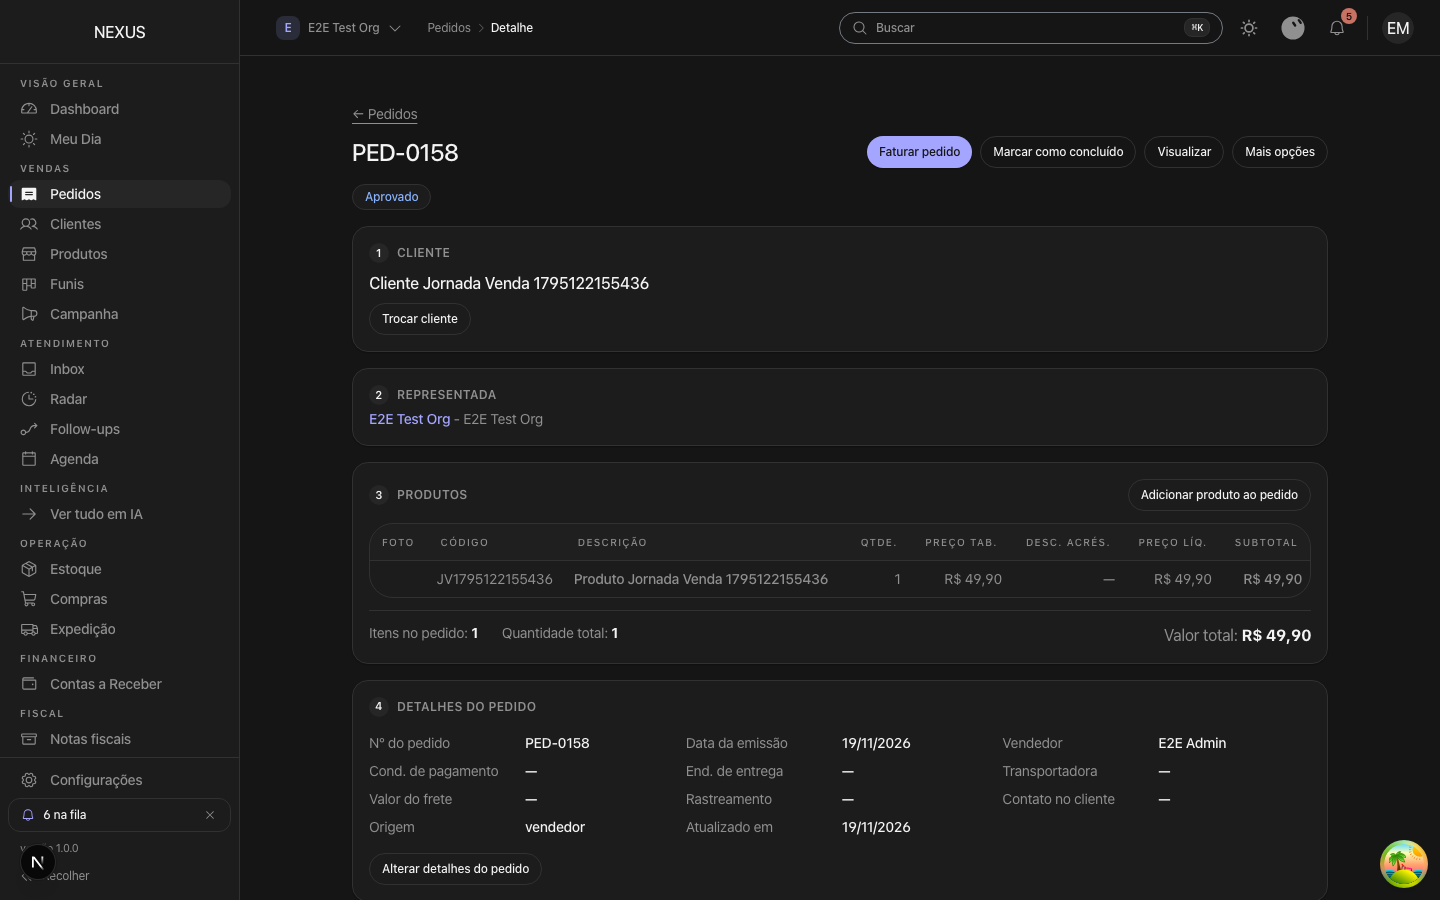 NEXUS
VISÃO GERAL
Dashboard
Meu Dia
VENDAS
Pedidos
Clientes
Produtos
Funis
Campanha
ATENDIMENTO
Inbox
Radar
Follow-ups
Agenda
INTELIGÊNCIA
Ver tudo em IA
OPERAÇÃO
Estoque
Compras
Expedição
FINANCEIRO
Contas a Receber
FISCAL
Notas fiscais
Configurações
6 na fila
1.0.0
N
E E2E Test Org Pedidos Detalhe
Buscar ⌘K 5 EM
← Pedidos
PED-0158
Faturar pedido Marcar como concluído Visualizar Mais opções
Aprovado
1 CLIENTE
Cliente Jornada Venda 1795122155436
Trocar cliente
2 REPRESENTADA
E2E Test Org - E2E Test Org
3 PRODUTOS Adicionar produto ao pedido
FOTO CÓDIGO DESCRIÇÃO QTDE. PREÇO TAB. DESC. ACRÉS. PREÇO LÍQ. SUBTOTAL
JV1795122155436 Produto Jornada Venda 1795122155436 1 R$ 49,90 — R$ 49,90 R$ 49,90
Itens no pedido: 1 Quantidade total: 1 Valor total: R$ 49,90
4 DETALHES DO PEDIDO
Nº do pedido PED-0158 Data da emissão 19/11/2026 Vendedor E2E Admin
Cond. de pagamento — End. de entrega — Transportadora —
Valor do frete — Rastreamento — Contato no cliente —
Origem vendedor Atualizado em 19/11/2026
Alterar detalhes do pedido